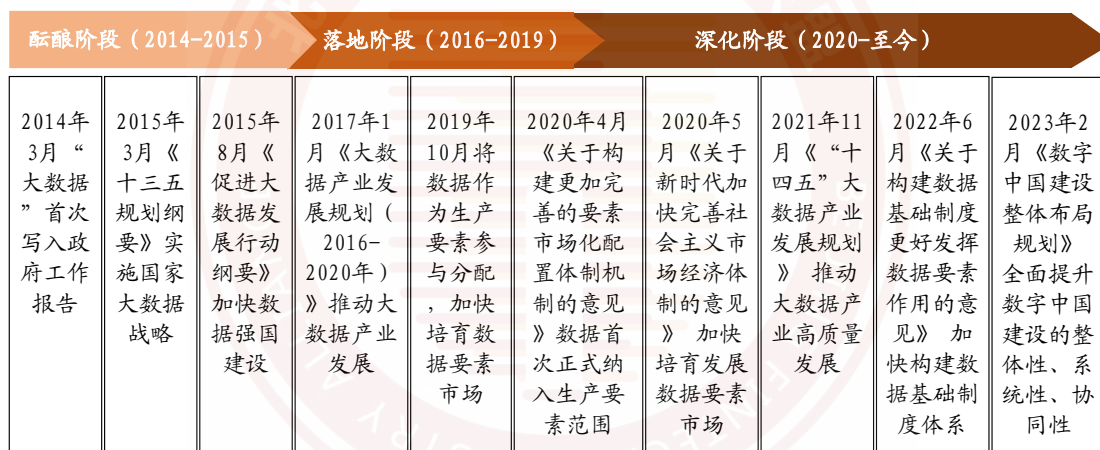 酝酿阶段（2014-2015）
落地阶段（2016-2019）
深化阶段（2020-至今）
2014年
3月“
大数据
”首次
写入政
府工作
报告
2015年
3月《
十三五
规划纲
要》实
施国家
大数据
战略
2015年
8月《
促进大
数据发
展行动
纲要》
加快数
据强国
建设
2017年1
月《大数
据产业发
展规划（
2016-
2020年）
》推动大
数据产业
发展
2019年
10月将
数据作
为生产
要素参
与分配
，加快
培育数
据要素
市场
2020年4月
《关于构
建更加完
善的要素
市场化配
置体制机
制的意见
》数据首
次正式纳
入生产要
素范围
2020年5
月《关于
新时代加
快完善社
会主义市
场经济体
制的意见
》 加快
培育发展
数据要素
市场
2021年11
月《“十
四五”大
数据产业
发展规划
》 推动
大数据产
业高质量
发展
2022年6
月《关于
构建数据
基础制度
更好发挥
数据要素
作用的意
见》 加
快构建数
据基础制
度体系
2023年2
月《数字
中国建设
整体布局
规划》
全面提升
数字中国
建设的整
体性、系
统性、协
同性